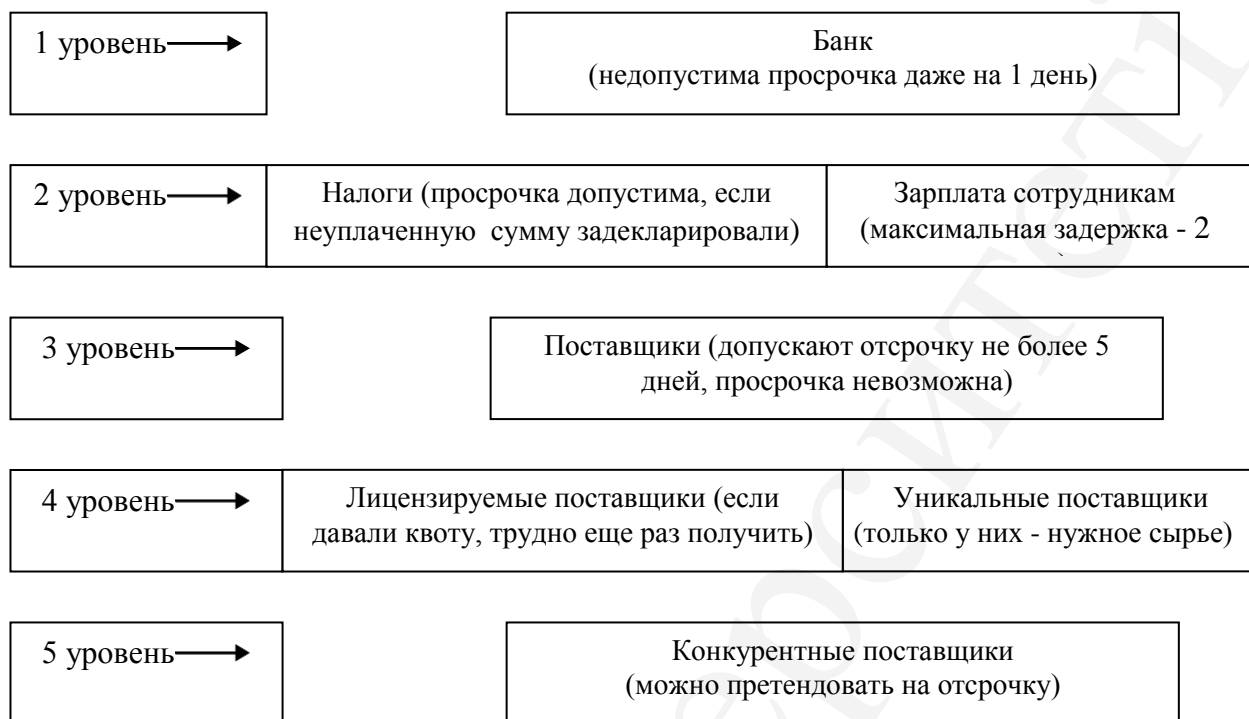 1 уровень
Банк
(недопустима просрочка даже на 1 день)
2 уровень
Налоги (просрочка допустима, если
неуплаченную сумму задекларировали)
Зарплата сотрудникам
(максимальная задержка - 2
3 уровень
Поставщики (допускают отсрочку не более 5
дней, просрочка невозможна)
4 уровень
Лицензируемые поставщики (если
давали квоту, трудно еще раз получить)
Уникальные поставщики
(только у них - нужное сырье)
5 уровень
Конкурентные поставщики
(можно претендовать на отсрочку)